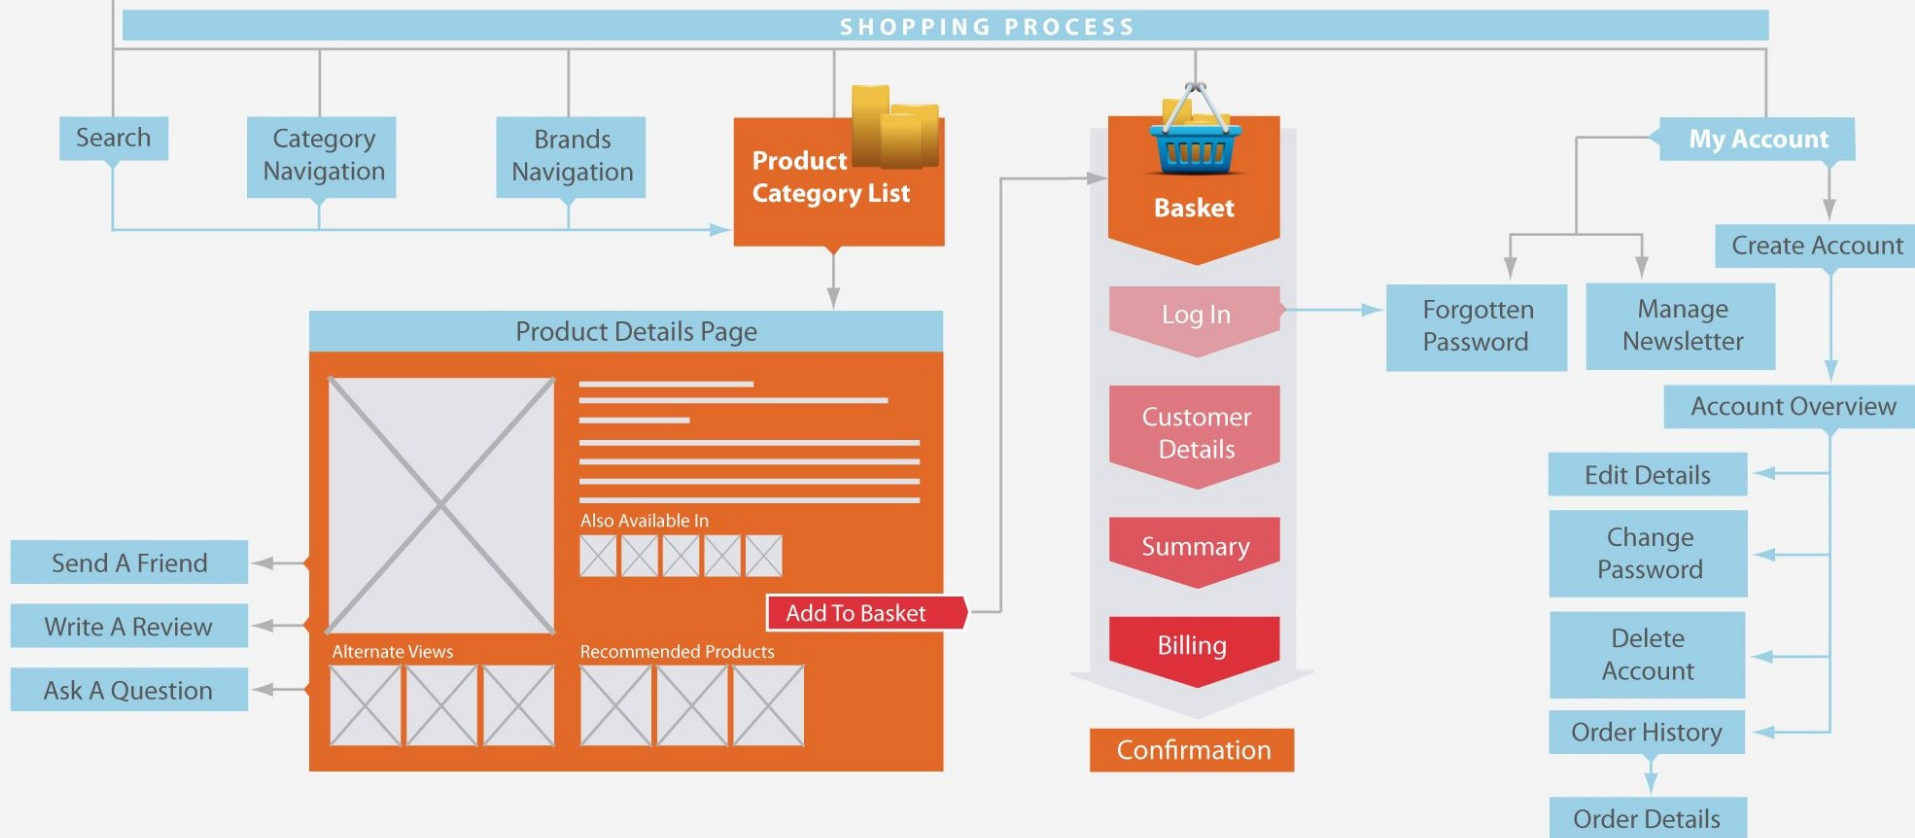 SHOPPING PROCESS
Search
Category
Navigation
Brands
Navigation
Product
Category List
Basket
My Account
Create Account
Log In
Forgotten
Password
Manage
Newsletter
Product Details Page
Customer
Details
Account Overview
Edit Details
Also Available In
Change
Password
Send A Friend
Summary
Add To Basket
Write A Review
Delete
Account
Alternate Views
Recommended Products
Billing
Ask A Question
Order History
Confirmation
Order Details